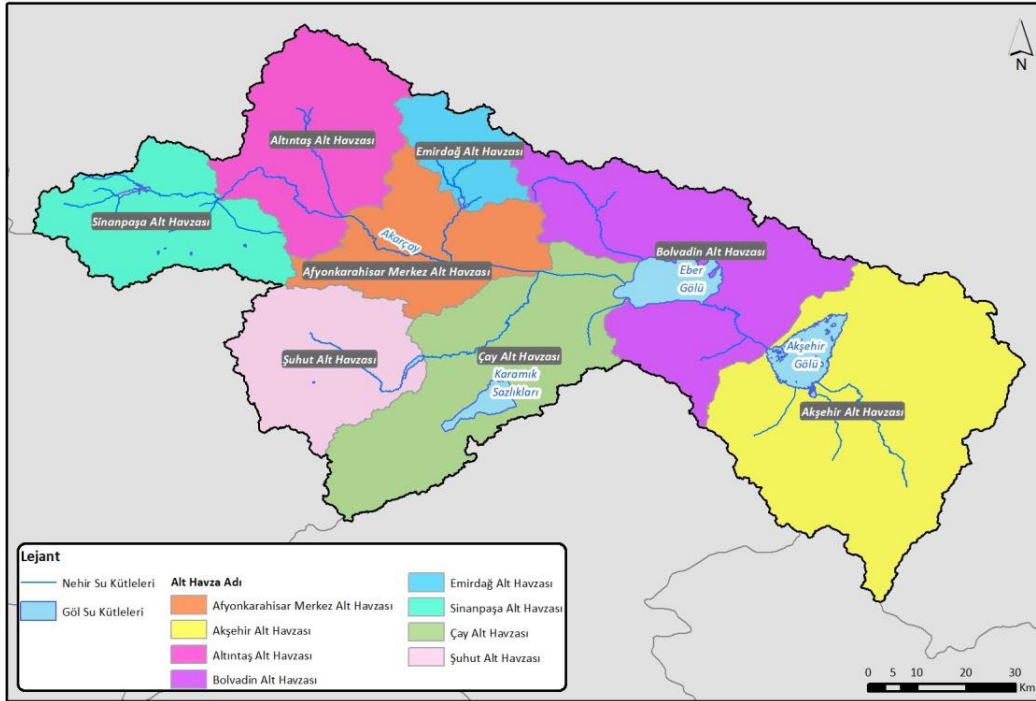 N
Altıntaş Alt Havzası
Emirdağ Alt Havzası
Sinanpaşa Alt Havzası
Akarçay
Afyonkarahisar Merkez Alt Havzası
Bolvadin Alt Havzası
Eber
Gölü
Şuhut Alt Havzası
Çay Alt Havzası
Karamık
Sazlıkları
Akşehir
Gölü
Akşehir Alt Havzası
Lejant
Nehir Su Kütleleri
Göl Su Kütleleri
Alt Havza Adı
Afyonkarahisar Merkez Alt Havzası
Akşehir Alt Havzası
Altıntaş Alt Havzası
Bolvadin Alt Havzası
Emirdağ Alt Havzası
Sinanpaşa Alt Havzası
Çay Alt Havzası
Şuhut Alt Havzası
0 5 10 20 30
Km